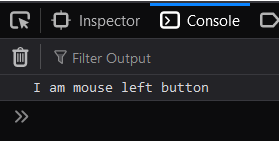 Inspector
Console
Filter Output
I am mouse left button